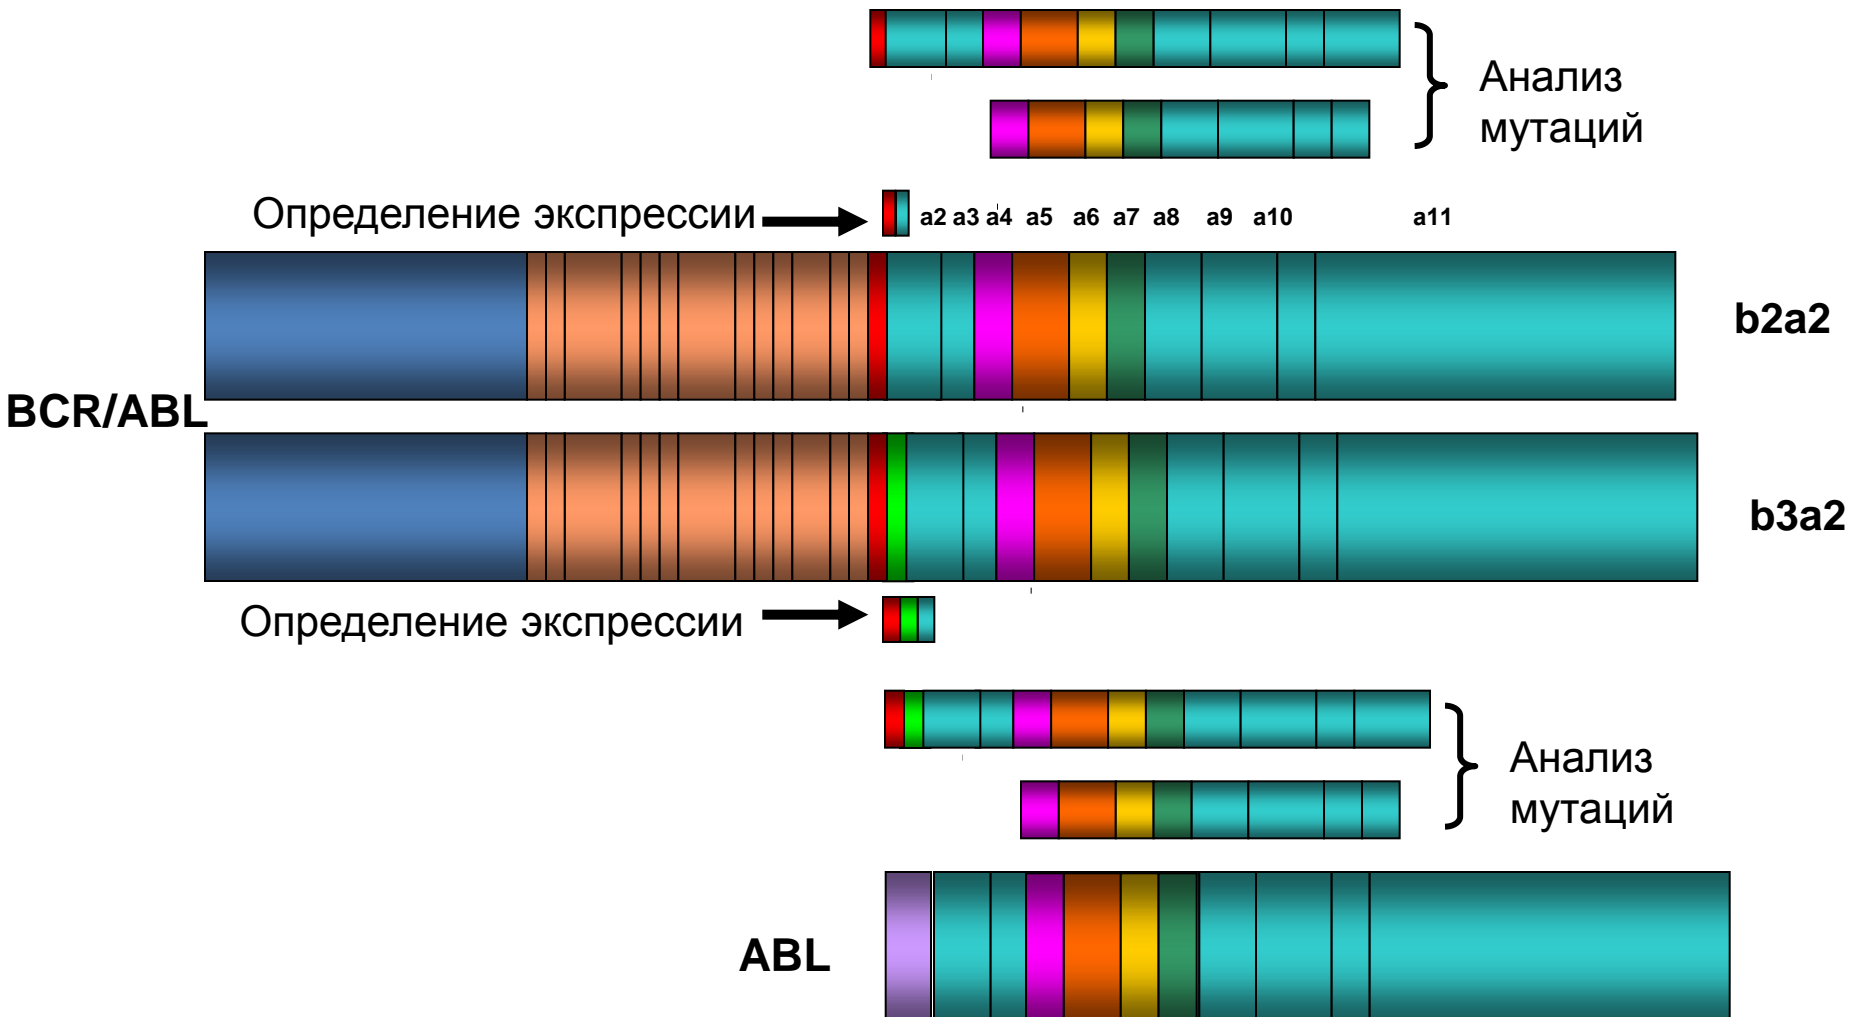 Анализ
мутаций
Определение экспрессии
a2 a3 a4 a5 a6 a7 a8 a9 a10 a11
b2a2
BCR/ABL
b3a2
Определение экспрессии
Анализ
мутаций
ABL